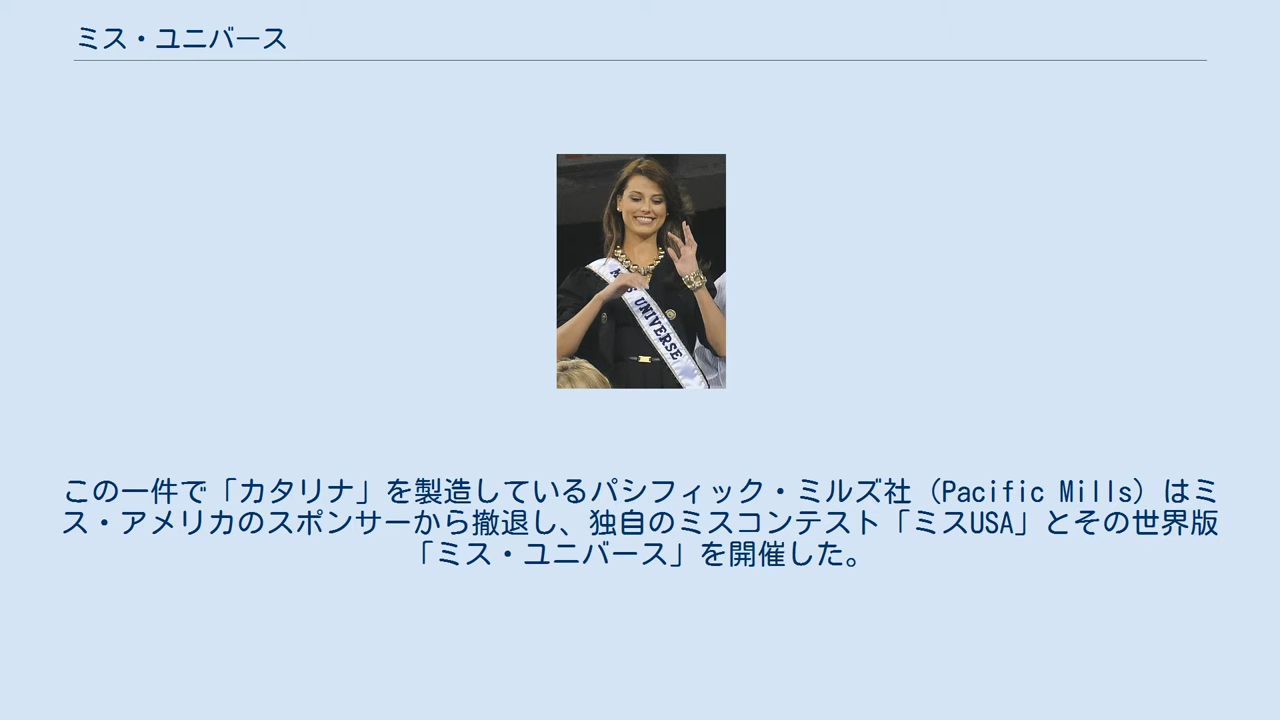 ミス・ユニバース
MISS UNIVERSE
この一件で「カタリナ」を製造しているパシフィック・ミルズ社（Pacific Mills）はミ
ス・アメリカのスポンサーから撤退し、独自のミスコンテスト「ミスUSA」とその世界版
「ミス・ユニバース」を開催した。